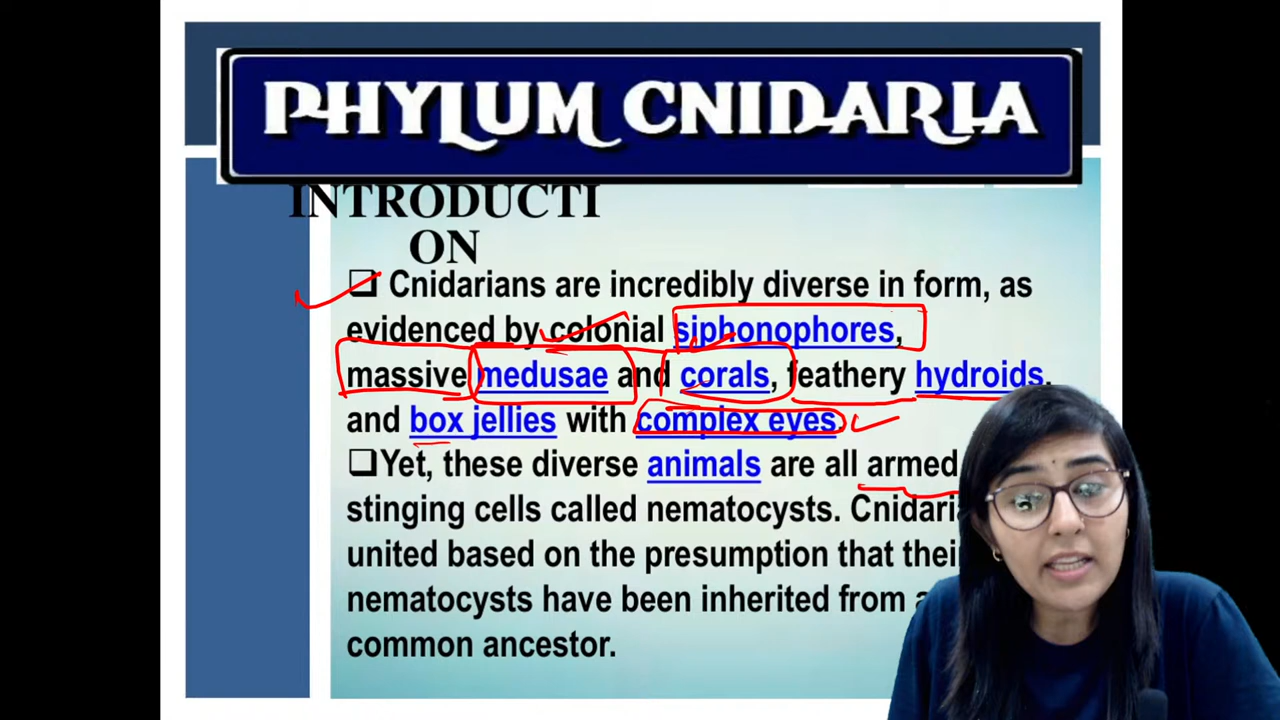 PHYLUM CNIDARIA
INTRODUCTI
ON
❑ Cnidarians are incredibly diverse in form, as
evidenced by colonial siphonophores,
massive medusae and corals, feathery hydroids,
and box jellies with complex eyes.
❑Yet, these diverse animals are all armed
stinging cells called nematocysts.
united based on the presumption that
nematocysts have been inherited from
common ancestor.